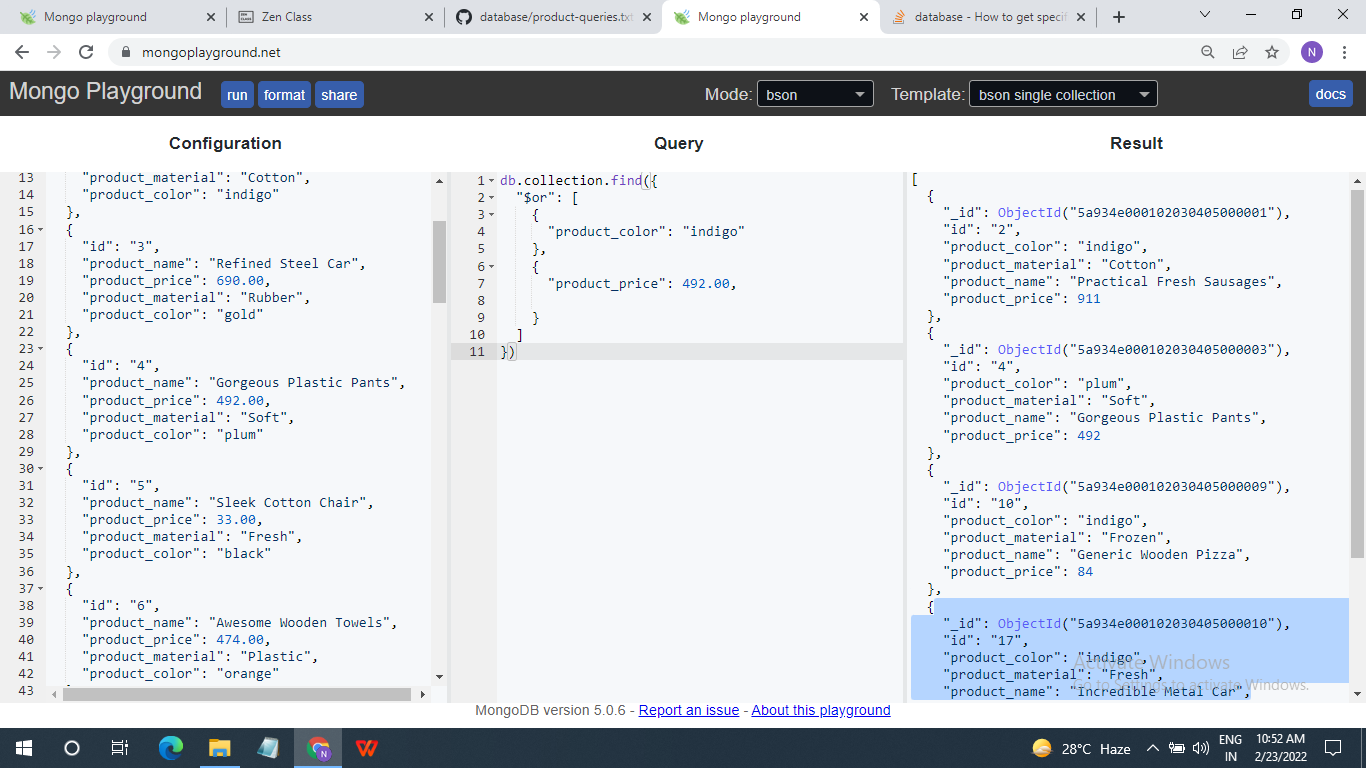 Mongo playground
Zen Class
database/product-queries.txt
Mongo playground
database - How to get specif
mongoplayground.net
N
Mongo Playground
run
format
share
Mode:
bson
Template:
bson single collection
docs
Configuration
Query
Result
13 "product_material": "Cotton",
14 "product_color": "indigo"
15 },
16 {
17 "id": "3",
18 "product_name": "Refined Steel Car",
19 "product_price": 690.00,
20 "product_material": "Rubber",
21 "product_color": "gold"
22 },
23 {
24 "id": "4",
25 "product_name": "Gorgeous Plastic Pants",
26 "product_price": 492.00,
27 "product_material": "Soft",
28 "product_color": "plum"
29 },
30 {
31 "id": "5",
32 "product_name": "Sleek Cotton Chair",
33 "product_price": 33.00,
34 "product_material": "Fresh",
35 "product_color": "black"
36 },
37 {
38 "id": "6",
39 "product_name": "Awesome Wooden Towels",
40 "product_price": 474.00,
41 "product_material": "Plastic",
42 "product_color": "orange"
43
1 db.collection.find({
2 "$or": [
3 {
4 "product_color": "indigo"
5 },
6 {
7 "product_price": 492.00,
8
9 }
10 ]
11 })
[
{
"_id": ObjectId("5a934e000102030405000001"),
"id": "2",
"product_color": "indigo",
"product_material": "Cotton",
"product_name": "Practical Fresh Sausages",
"product_price": 911
},
{
"_id": ObjectId("5a934e000102030405000003"),
"id": "4",
"product_color": "plum",
"product_material": "Soft",
"product_name": "Gorgeous Plastic Pants",
"product_price": 492
},
{
"_id": ObjectId("5a934e000102030405000009"),
"id": "10",
"product_color": "indigo",
"product_material": "Frozen",
"product_name": "Generic Wooden Pizza",
"product_price": 84
},
{
"_id": ObjectId("5a934e000102030405000010"),
"id": "17",
"product_color": "indigo",
"product_material": "Fresh",
"product_name": "Incredible Metal Car",
Activate Windows
Go to Settings to activate Windows.
MongoDB version 5.0.6 - Report an issue - About this playground
N
28°C Haze
ENG
IN
10:52 AM
2/23/2022